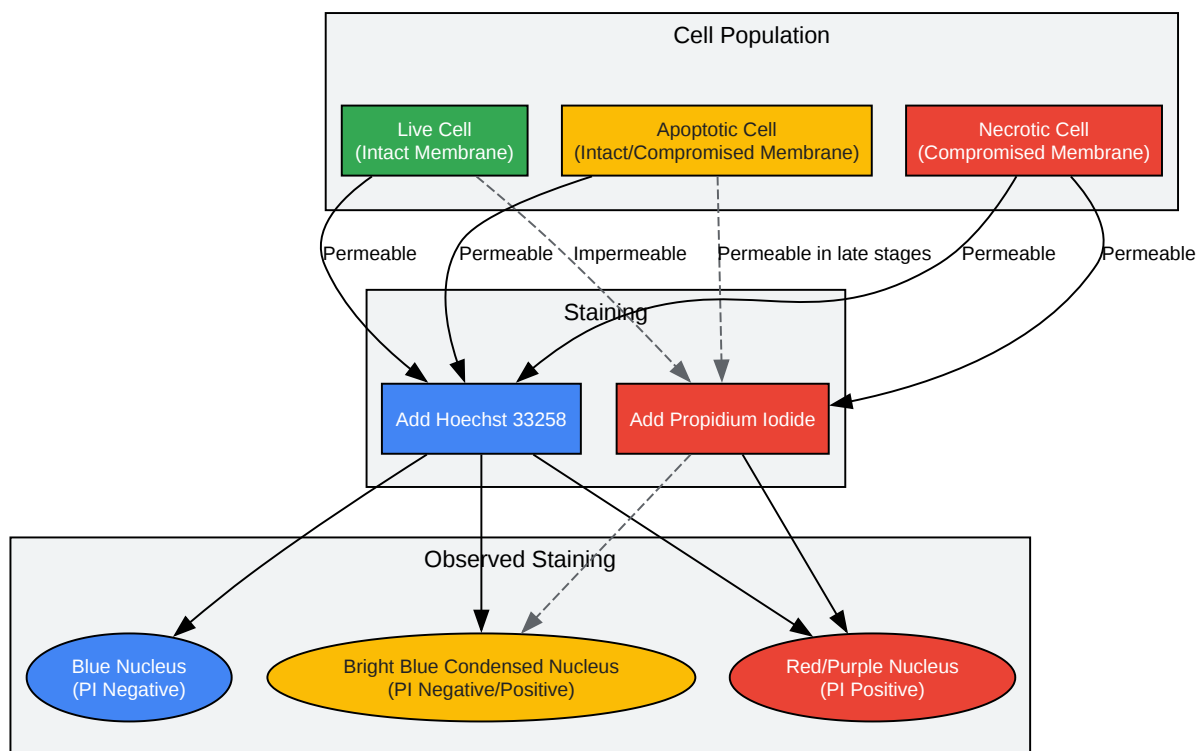 Cell Population
Live Cell
(Intact Membrane)
Apoptotic Cell
(Intact/Compromised Membrane)
Necrotic Cell
(Compromised Membrane)
Permeable
Permeable
Impermeable
Permeable in late stages
Permeable
Permeable
Staining
Add Hoechst 33258
Add Propidium Iodide
Observed Staining
Blue Nucleus
(PI Negative)
Bright Blue Condensed Nucleus
(PI Negative/Positive)
Red/Purple Nucleus
(PI Positive)